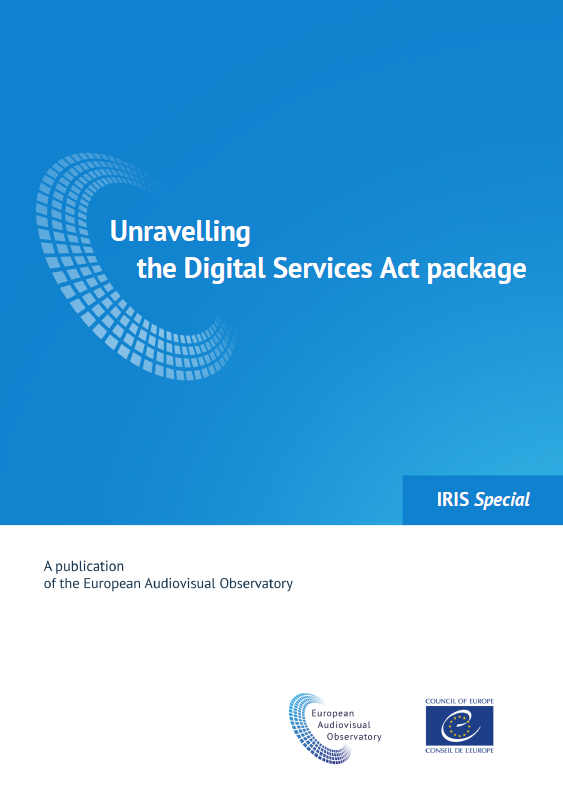 Unravelling
the Digital Services Act package
IRIS Special
A publication
of the European Audiovisual Observatory
European
Audiovisual
Observatory
COUNCIL OF EUROPE
CONSEIL DE L'EUROPE